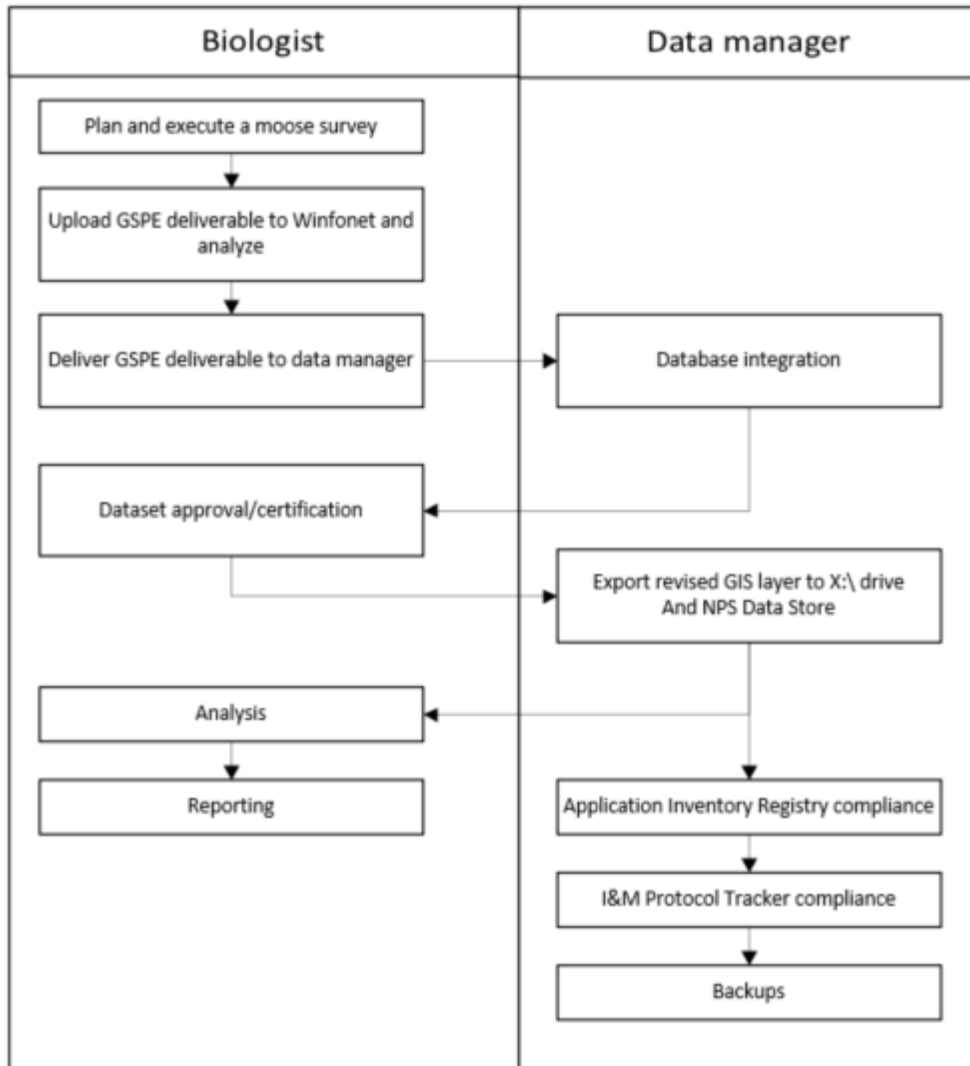 Biologist
Data manager
Plan and execute a moose survey
Upload GSPE deliverable to Winfonet and
analyze
Deliver GSPE deliverable to data manager
Database integration
Dataset approval/certification
Export revised GIS layer to X:\ drive
And NPS Data Store
Analysis
Reporting
Application Inventory Registry compliance
I&M Protocol Tracker compliance
Backups